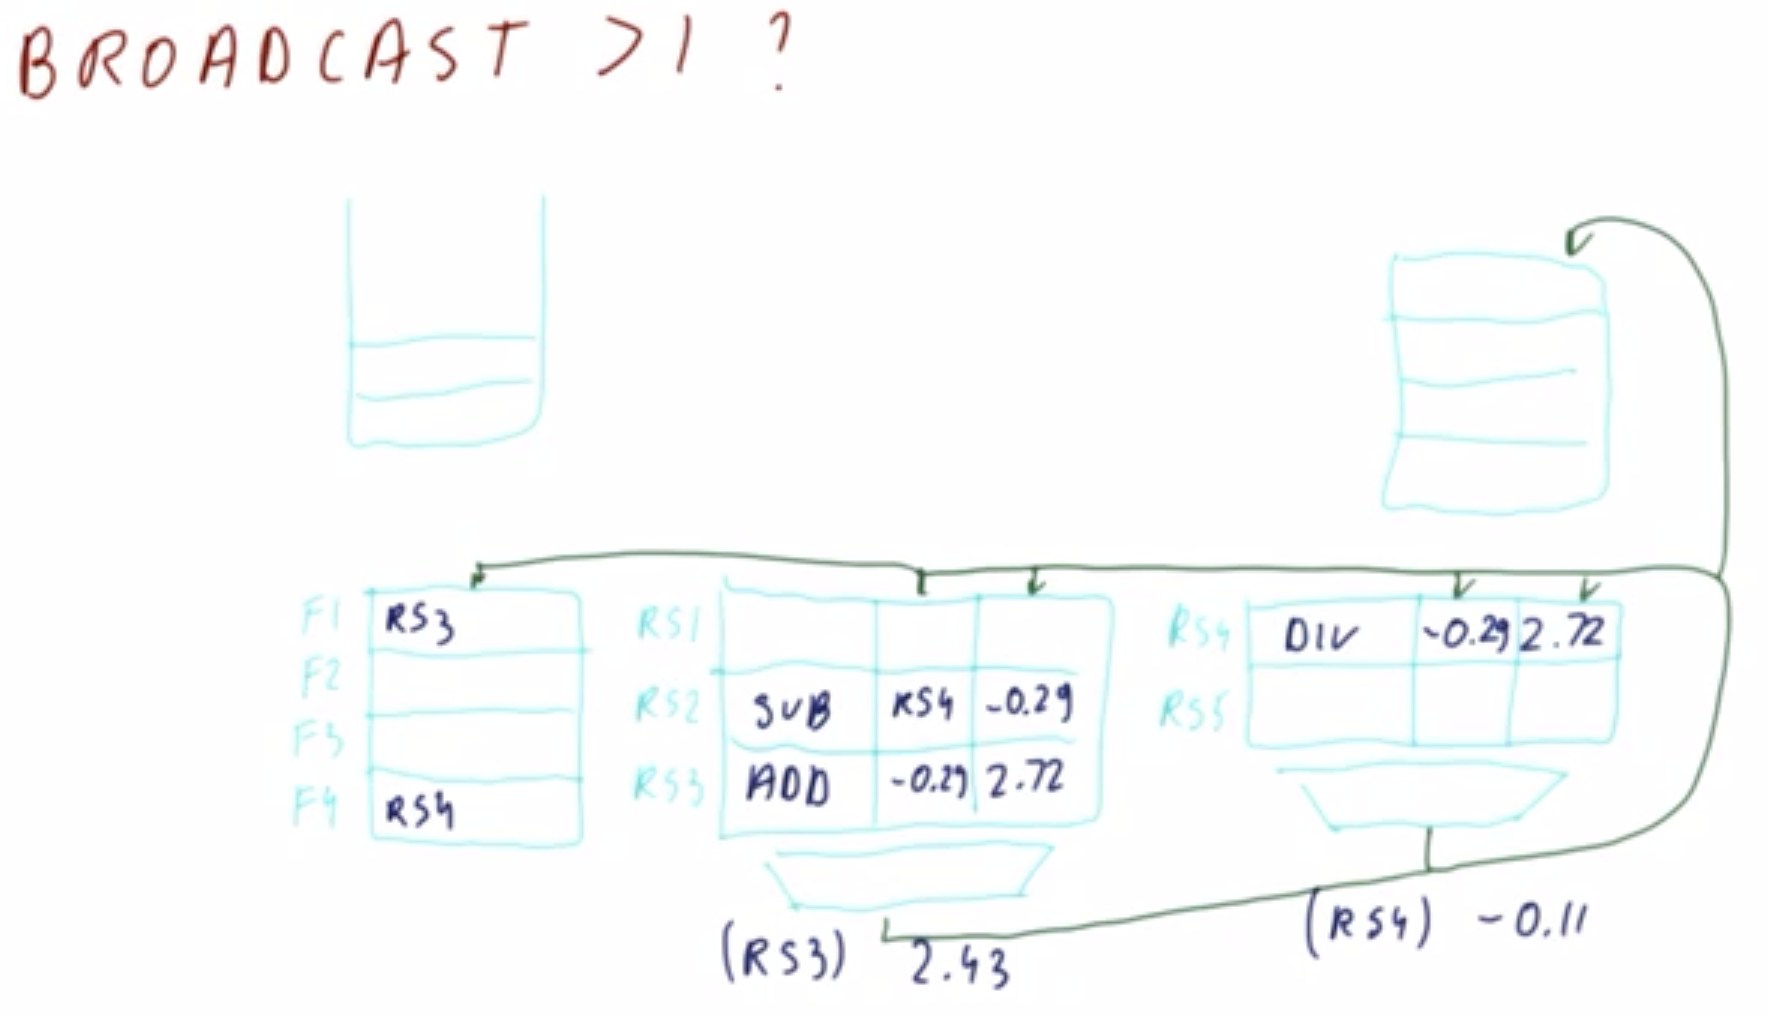 BROADCAST >1 ?
F1 RS3
F2
F3
F4 RS4
RS1
RS2 SUB RS4 -0.29
RS3 ADD -0.29 2.72
RS4 DIV -0.29 2.72
RS5
(RS3) 2.43
(RS4) -0.11